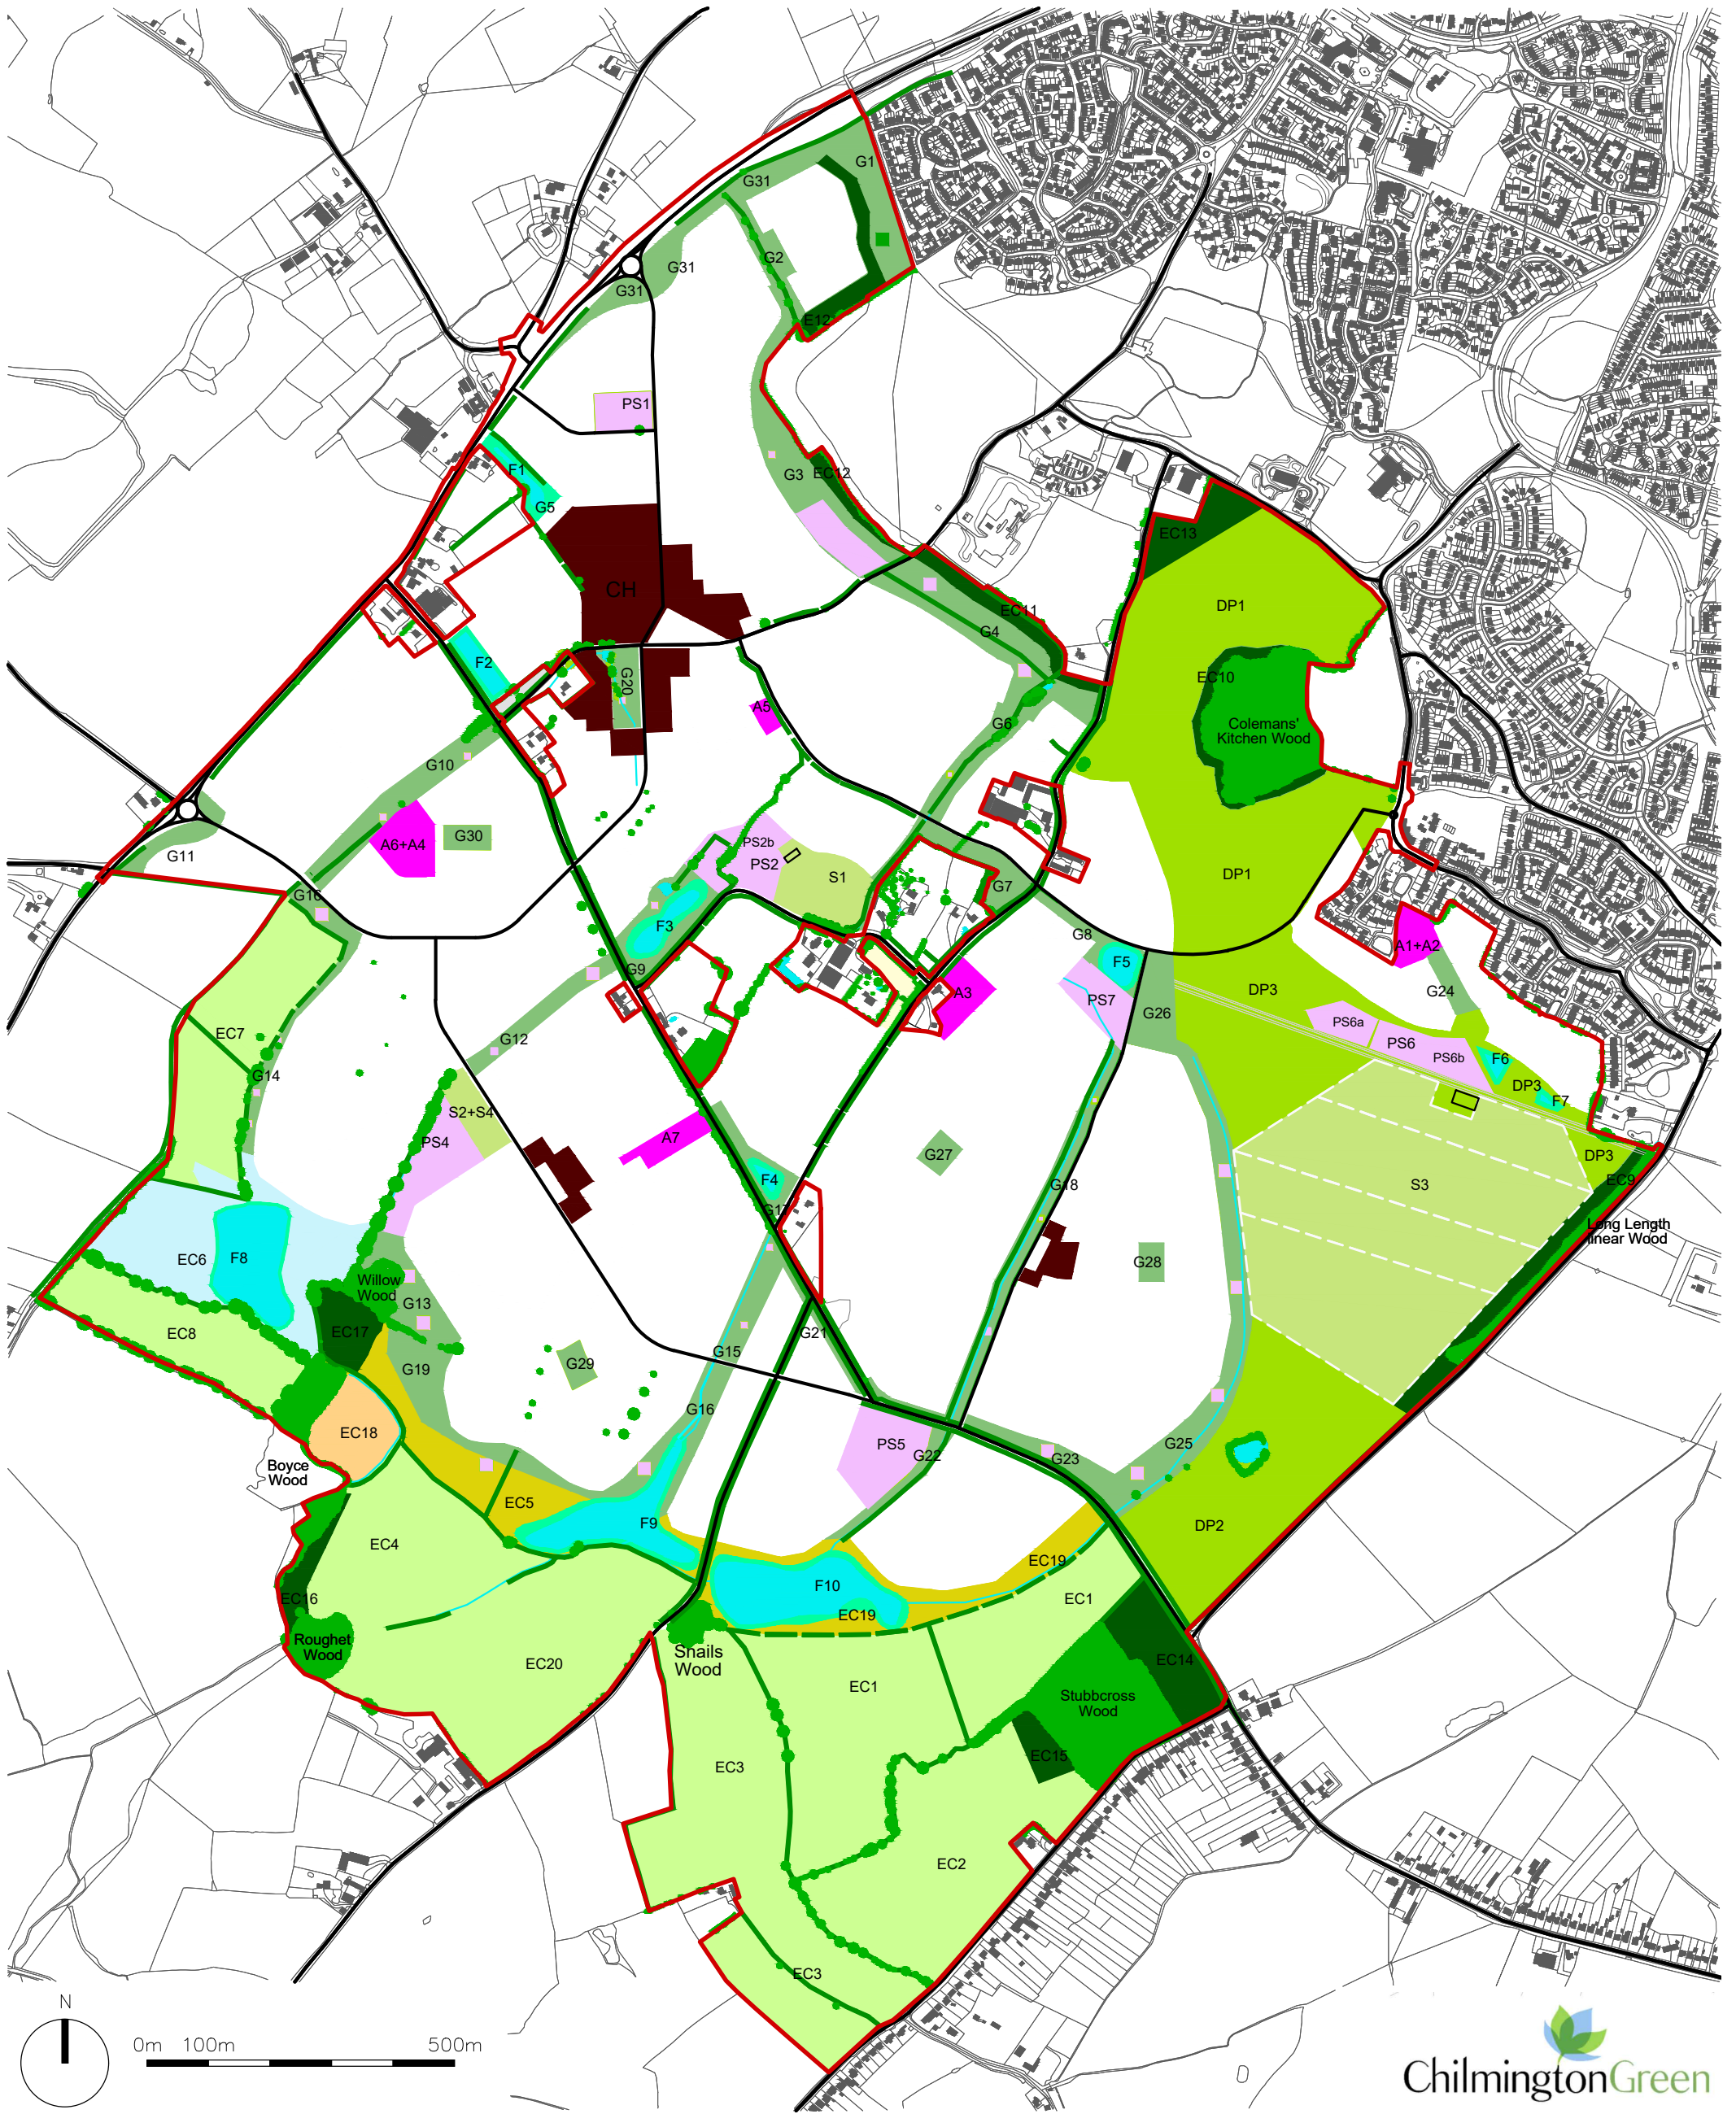 G1
G31
G2
G31
G31
E12
PS1
F1
G3
EC12
G5
EC13
CH
EC11
DP1
G4
F2
G20
EC10
A5
G6
Colemans'
Kitchen Wood
G10
A6+A4
G30
PS2b
G11
PS2
S1
DP1
G7
G16
F3
G8
A1+A2
G9
F5
A3
DP3
G24
PS7
G26
PS6a
EC7
G12
PS6
PS6b
F6
G14
DP3
F7
S2+S4
A7
PS4
G27
DP3
F4
G18
S3
EC9
G17
Long Length
linear Wood
EC6
F8
G28
Willow
Wood
G13
EC17
EC8
G21
G15
G29
G19
G16
EC18
PS5
G25
G22
G23
Boyce
Wood
EC5
F9
DP2
EC4
EC19
F10
EC16
EC1
EC19
Roughet
Wood
Snails
Wood
EC20
EC14
EC1
Stubbcross
Wood
EC15
EC3
EC2
EC3
N
0m 100m 500m
ChilmingtonGreen